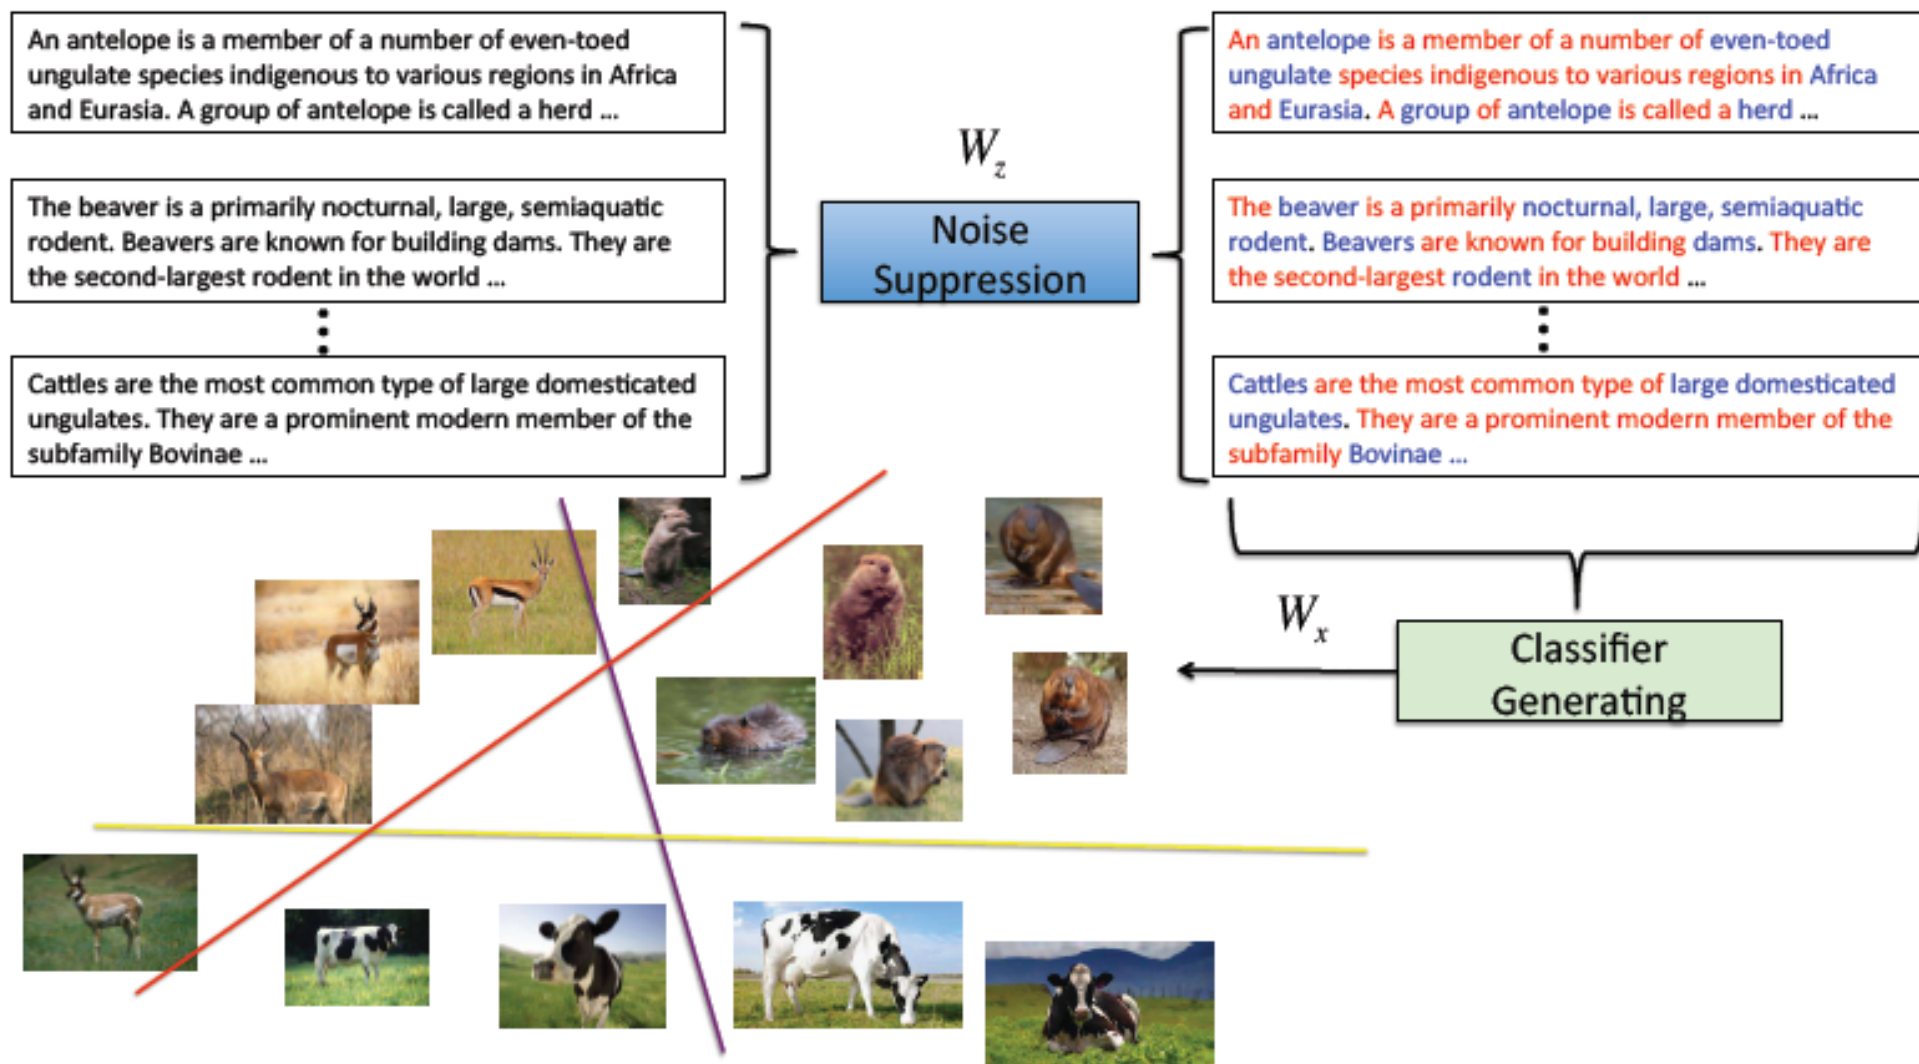 An antelope is a member of a number of even-toed
ungulate species indigenous to various regions in Africa
and Eurasia. A group of antelope is called a herd ...
The beaver is a primarily nocturnal, large, semiaquatic
rodent. Beavers are known for building dams. They are
the second-largest rodent in the world ...
Cattles are the most common type of large domesticated
ungulates. They are a prominent modern member of the
subfamily Bovinae ...
W_z
Noise
Suppression
An antelope is a member of a number of even-toed
ungulate species indigenous to various regions in Africa
and Eurasia. A group of antelope is called a herd ...
The beaver is a primarily nocturnal, large, semiaquatic
rodent. Beavers are known for building dams. They are
the second-largest rodent in the world ...
Cattles are the most common type of large domesticated
ungulates. They are a prominent modern member of the
subfamily Bovinae ...
W_x
Classifier
Generating